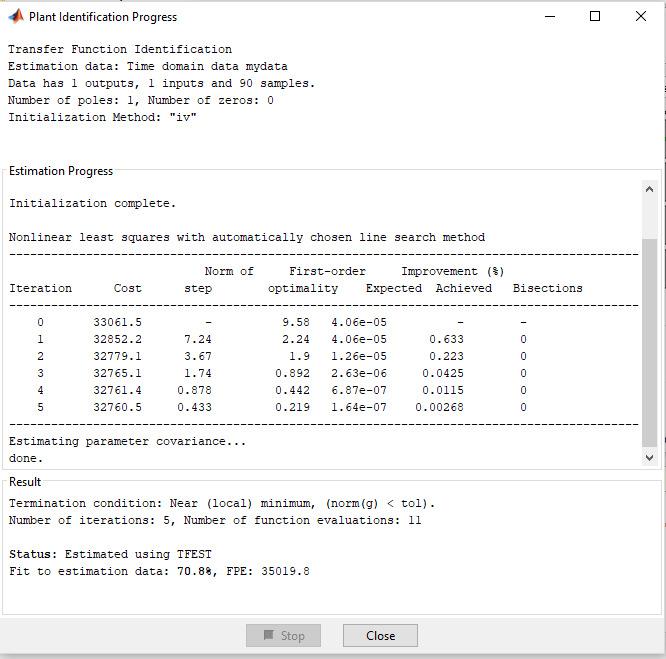 Plant Identification Progress
Transfer Function Identification
Estimation data: Time domain data mydata
Data has 1 outputs, 1 inputs and 90 samples.
Number of poles: 1, Number of zeros: 0
Initialization Method: "iv"
Estimation Progress
Initialization complete.
Nonlinear least squares with automatically chosen line search method
------------------------------------------------------------------------------------------
Norm of First-order Improvement (%)
Iteration Cost step optimality Expected Achieved Bisections
------------------------------------------------------------------------------------------
0 33061.5 - 9.58 4.06e-05 - -
1 32852.2 7.24 2.24 4.06e-05 0.633 0
2 32779.1 3.67 1.9 1.26e-05 0.223 0
3 32765.1 1.74 0.892 2.63e-06 0.0425 0
4 32761.4 0.878 0.442 6.87e-07 0.0115 0
5 32760.5 0.433 0.219 1.64e-07 0.00268 0
------------------------------------------------------------------------------------------
Estimating parameter covariance...
done.
Result
Termination condition: Near (local) minimum, (norm(g) < tol).
Number of iterations: 5, Number of function evaluations: 11
Status: Estimated using TFEST
Fit to estimation data: 70.8%, FPE: 35019.8
Stop Close